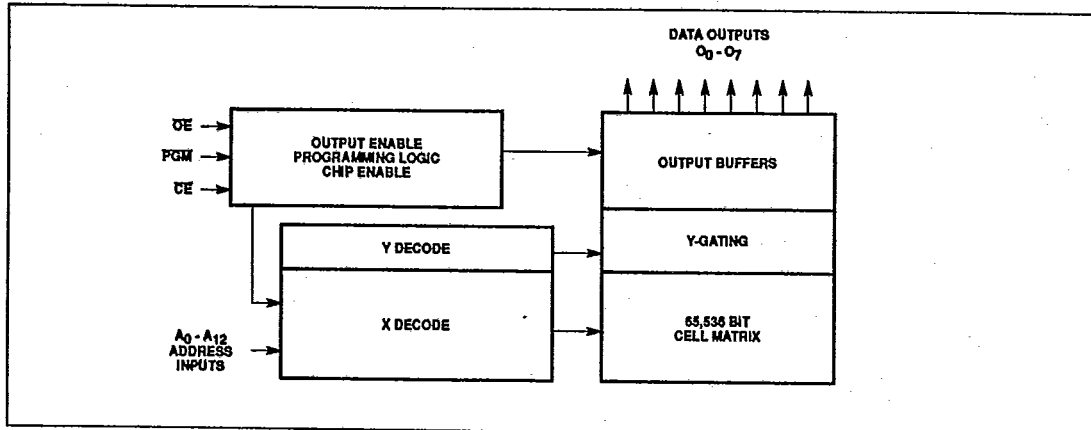 DATA OUTPUTS
O0 - O7
OE
PGM
CE
OUTPUT ENABLE
PROGRAMMING LOGIC
CHIP ENABLE
OUTPUT BUFFERS
Y DECODE
Y-GATING
X DECODE
65,536 BIT
CELL MATRIX
A0 - A12
ADDRESS
INPUTS